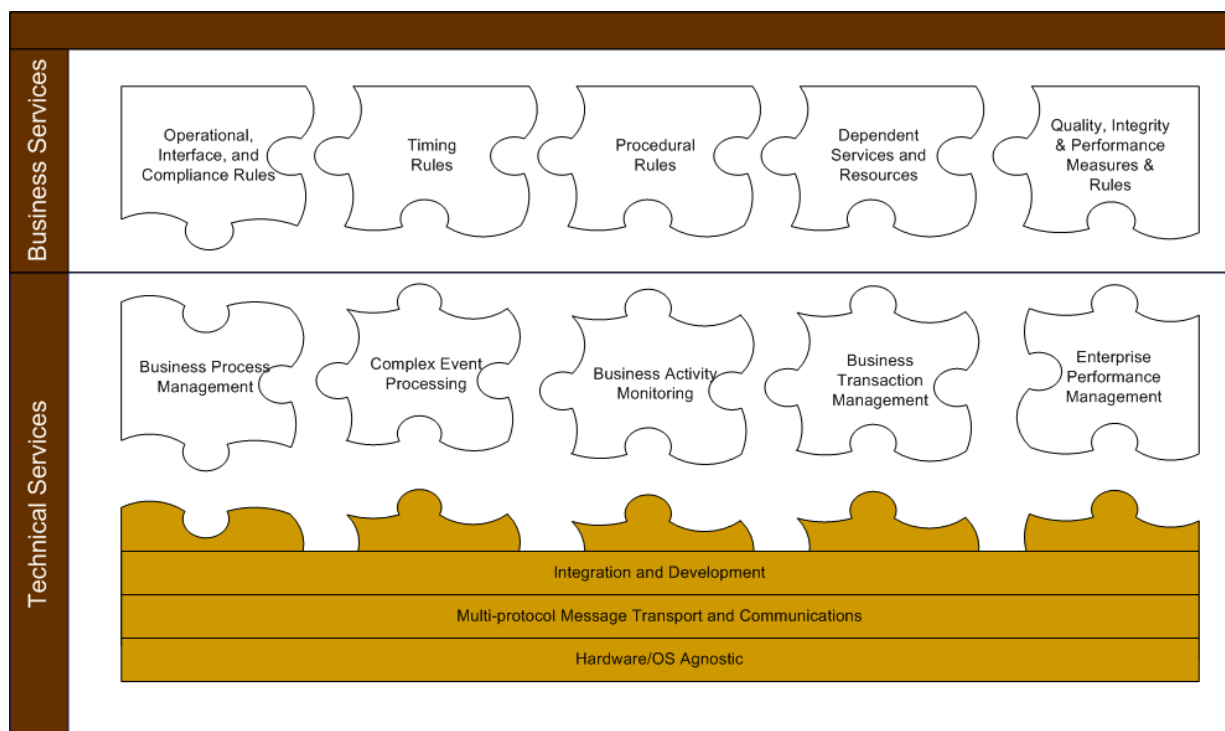 Business Services
Operational,
Interface, and
Compliance Rules
Timing
Rules
Procedural
Rules
Dependent
Services and
Resources
Quality, Integrity
& Performance
Measures &
Rules
Technical Services
Business Process
Management
Complex Event
Processing
Business Activity
Monitoring
Business
Transaction
Management
Enterprise
Performance
Management
Integration and Development
Multi-protocol Message Transport and Communications
Hardware/OS Agnostic